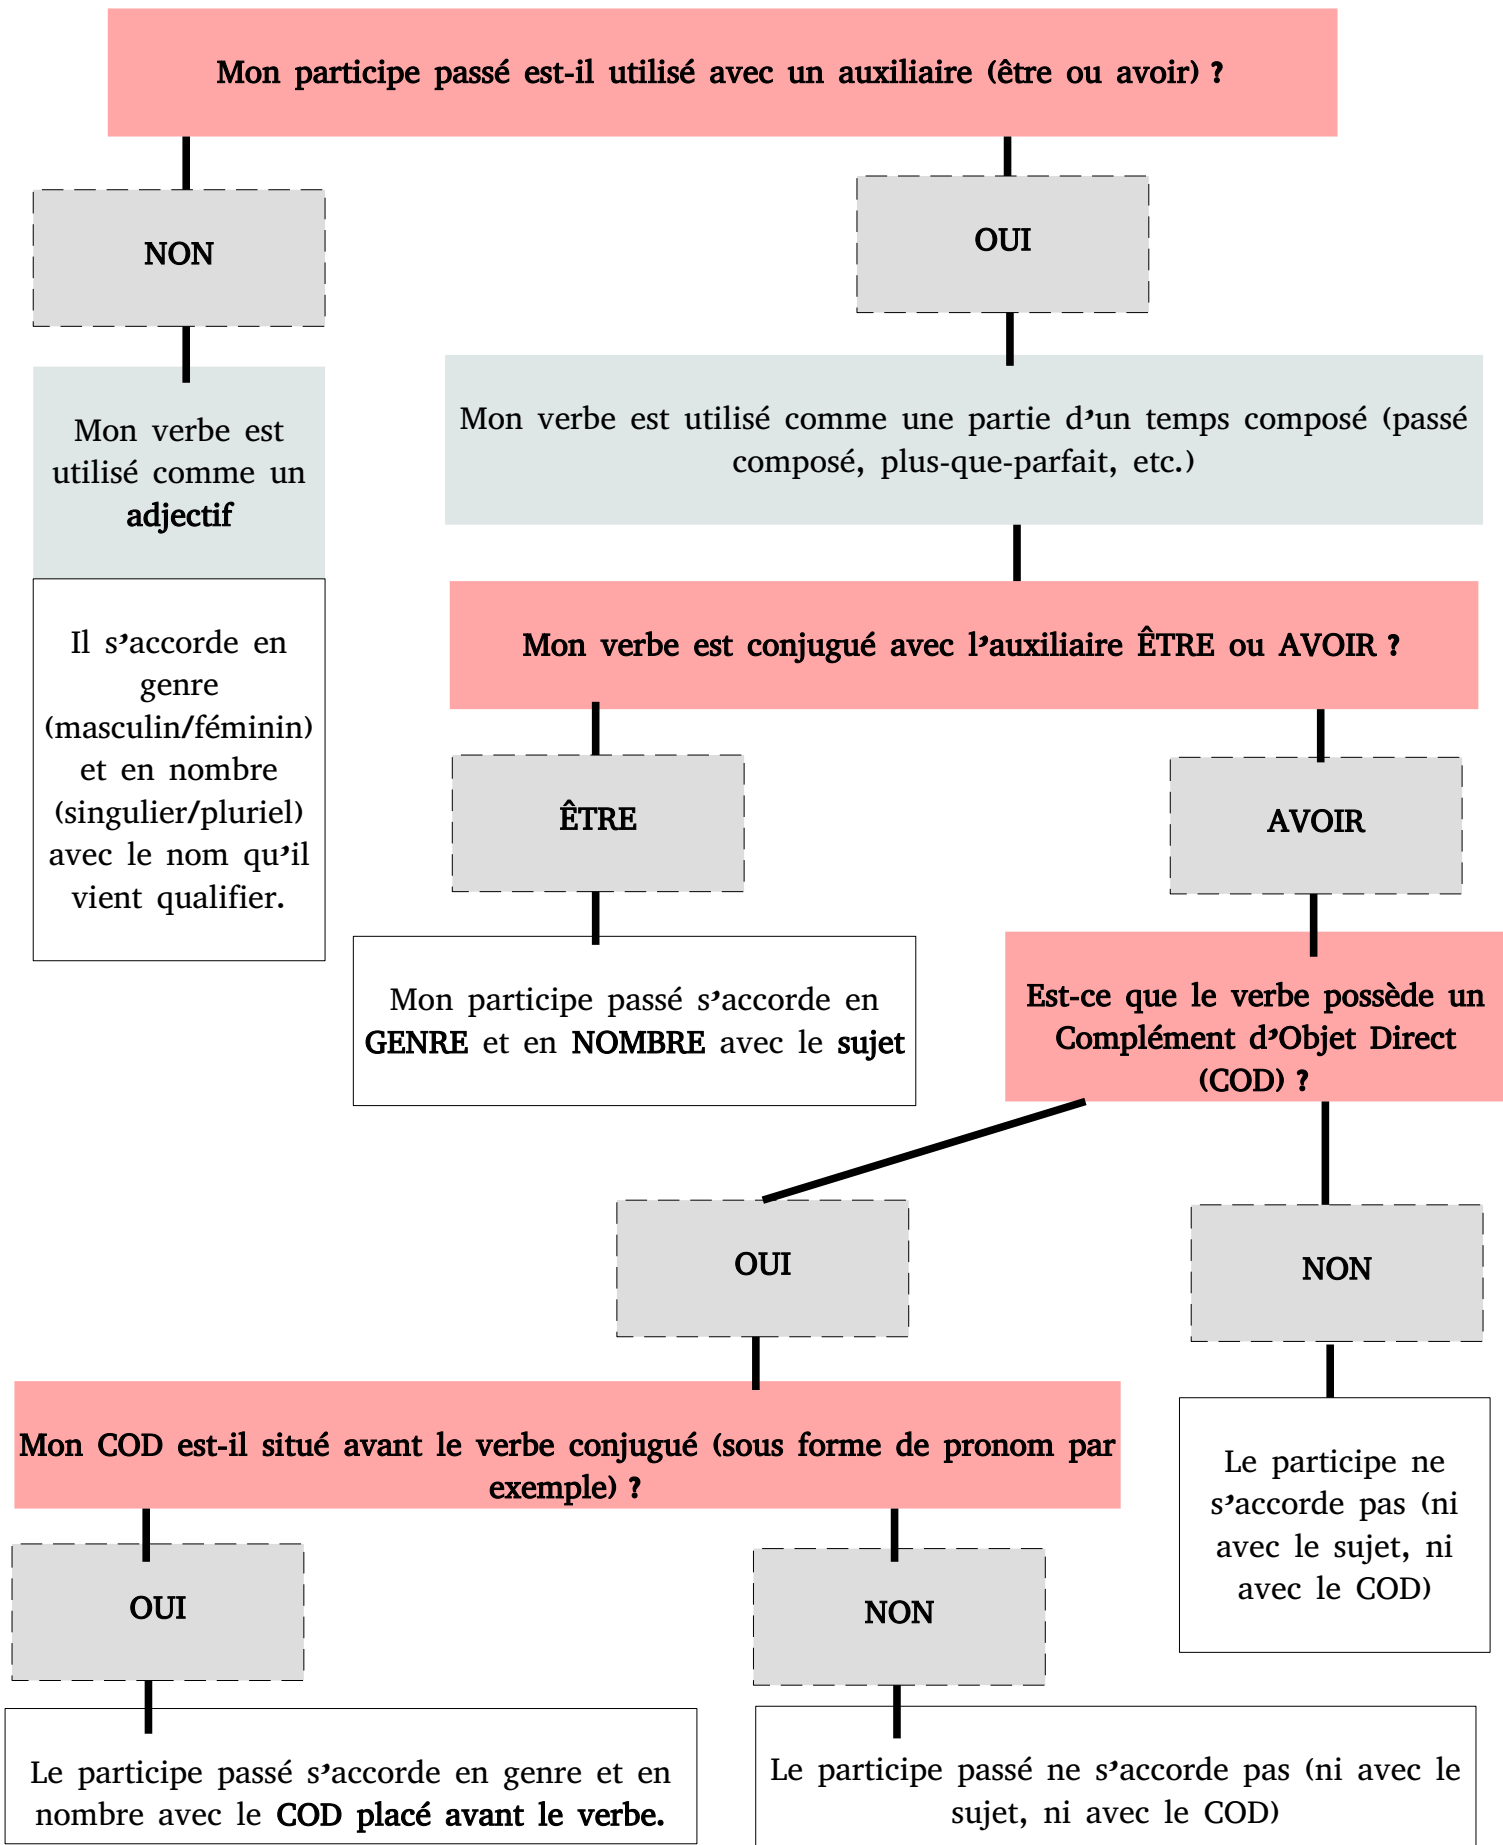 Mon participe passé est-il utilisé avec un auxiliaire (être ou avoir) ?
NON
OUI
Mon verbe est
utilisé comme un
adjectif
Mon verbe est utilisé comme une partie d’un temps composé (passé
composé, plus-que-parfait, etc.)
Il s’accorde en
genre
(masculin/féminin)
et en nombre
(singulier/pluriel)
avec le nom qu’il
vient qualifier.
Mon verbe est conjugué avec l’auxiliaire ÊTRE ou AVOIR ?
ÊTRE
AVOIR
Mon participe passé s’accorde en
GENRE et en NOMBRE avec le sujet
Est-ce que le verbe possède un
Complément d’Objet Direct
(COD) ?
OUI
NON
Mon COD est-il situé avant le verbe conjugué (sous forme de pronom par
exemple) ?
Le participe ne
s’accorde pas (ni
avec le sujet, ni
avec le COD)
OUI
NON
Le participe passé s’accorde en genre et en
nombre avec le COD placé avant le verbe.
Le participe passé ne s’accorde pas (ni avec le
sujet, ni avec le COD)